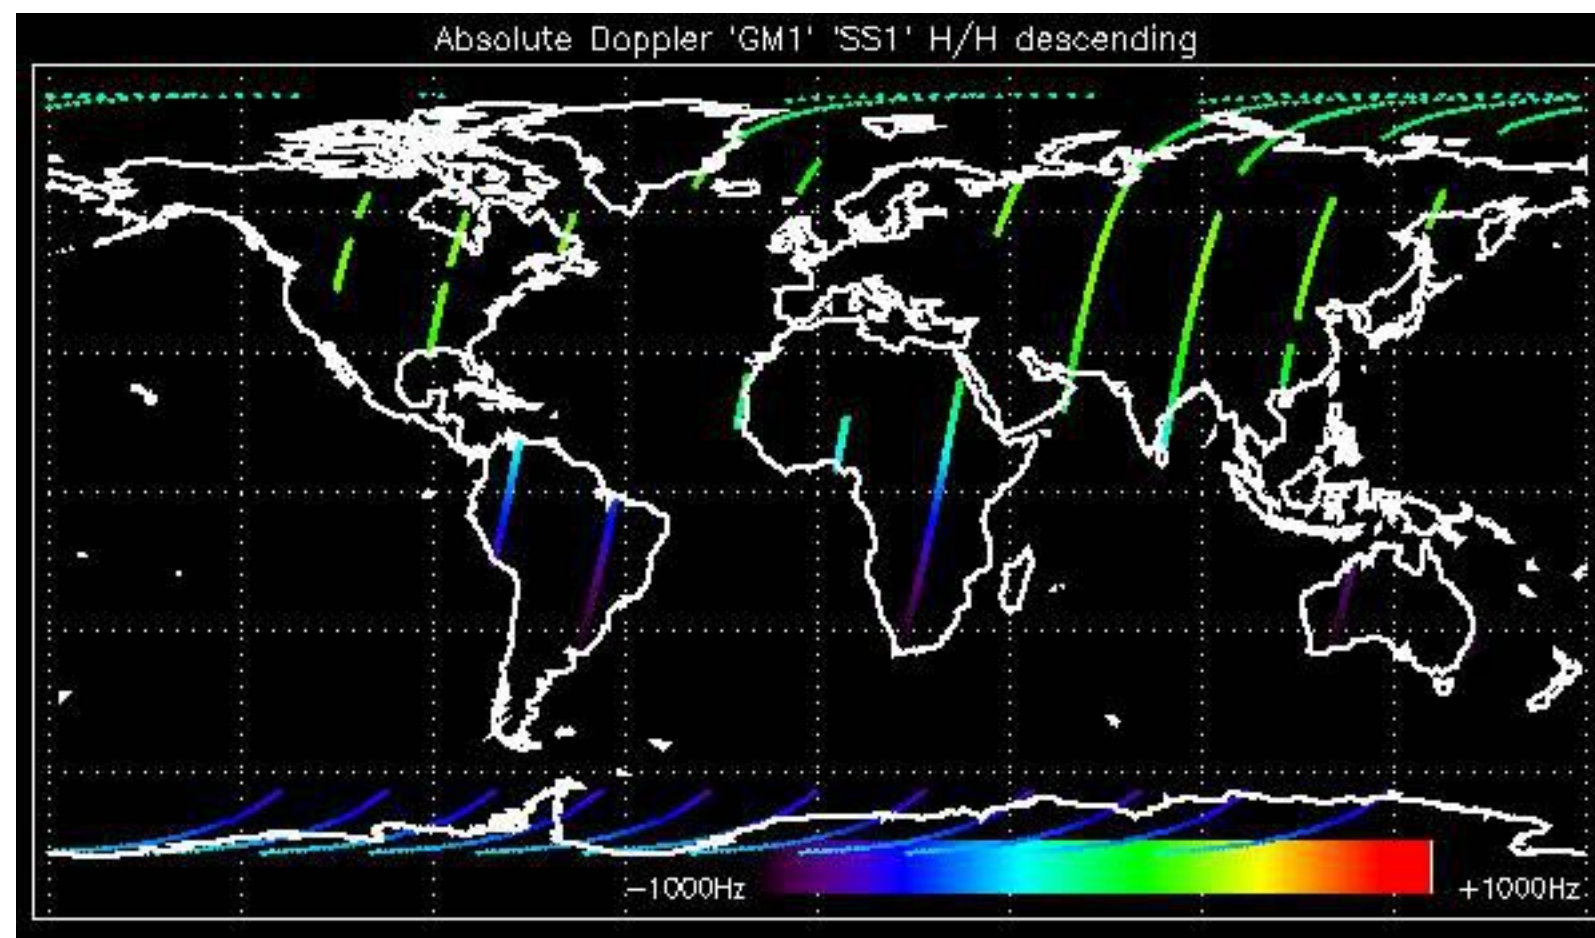 Absolute Doppler 'GM1' 'SS1' H/H descending
-1000Hz +1000Hz